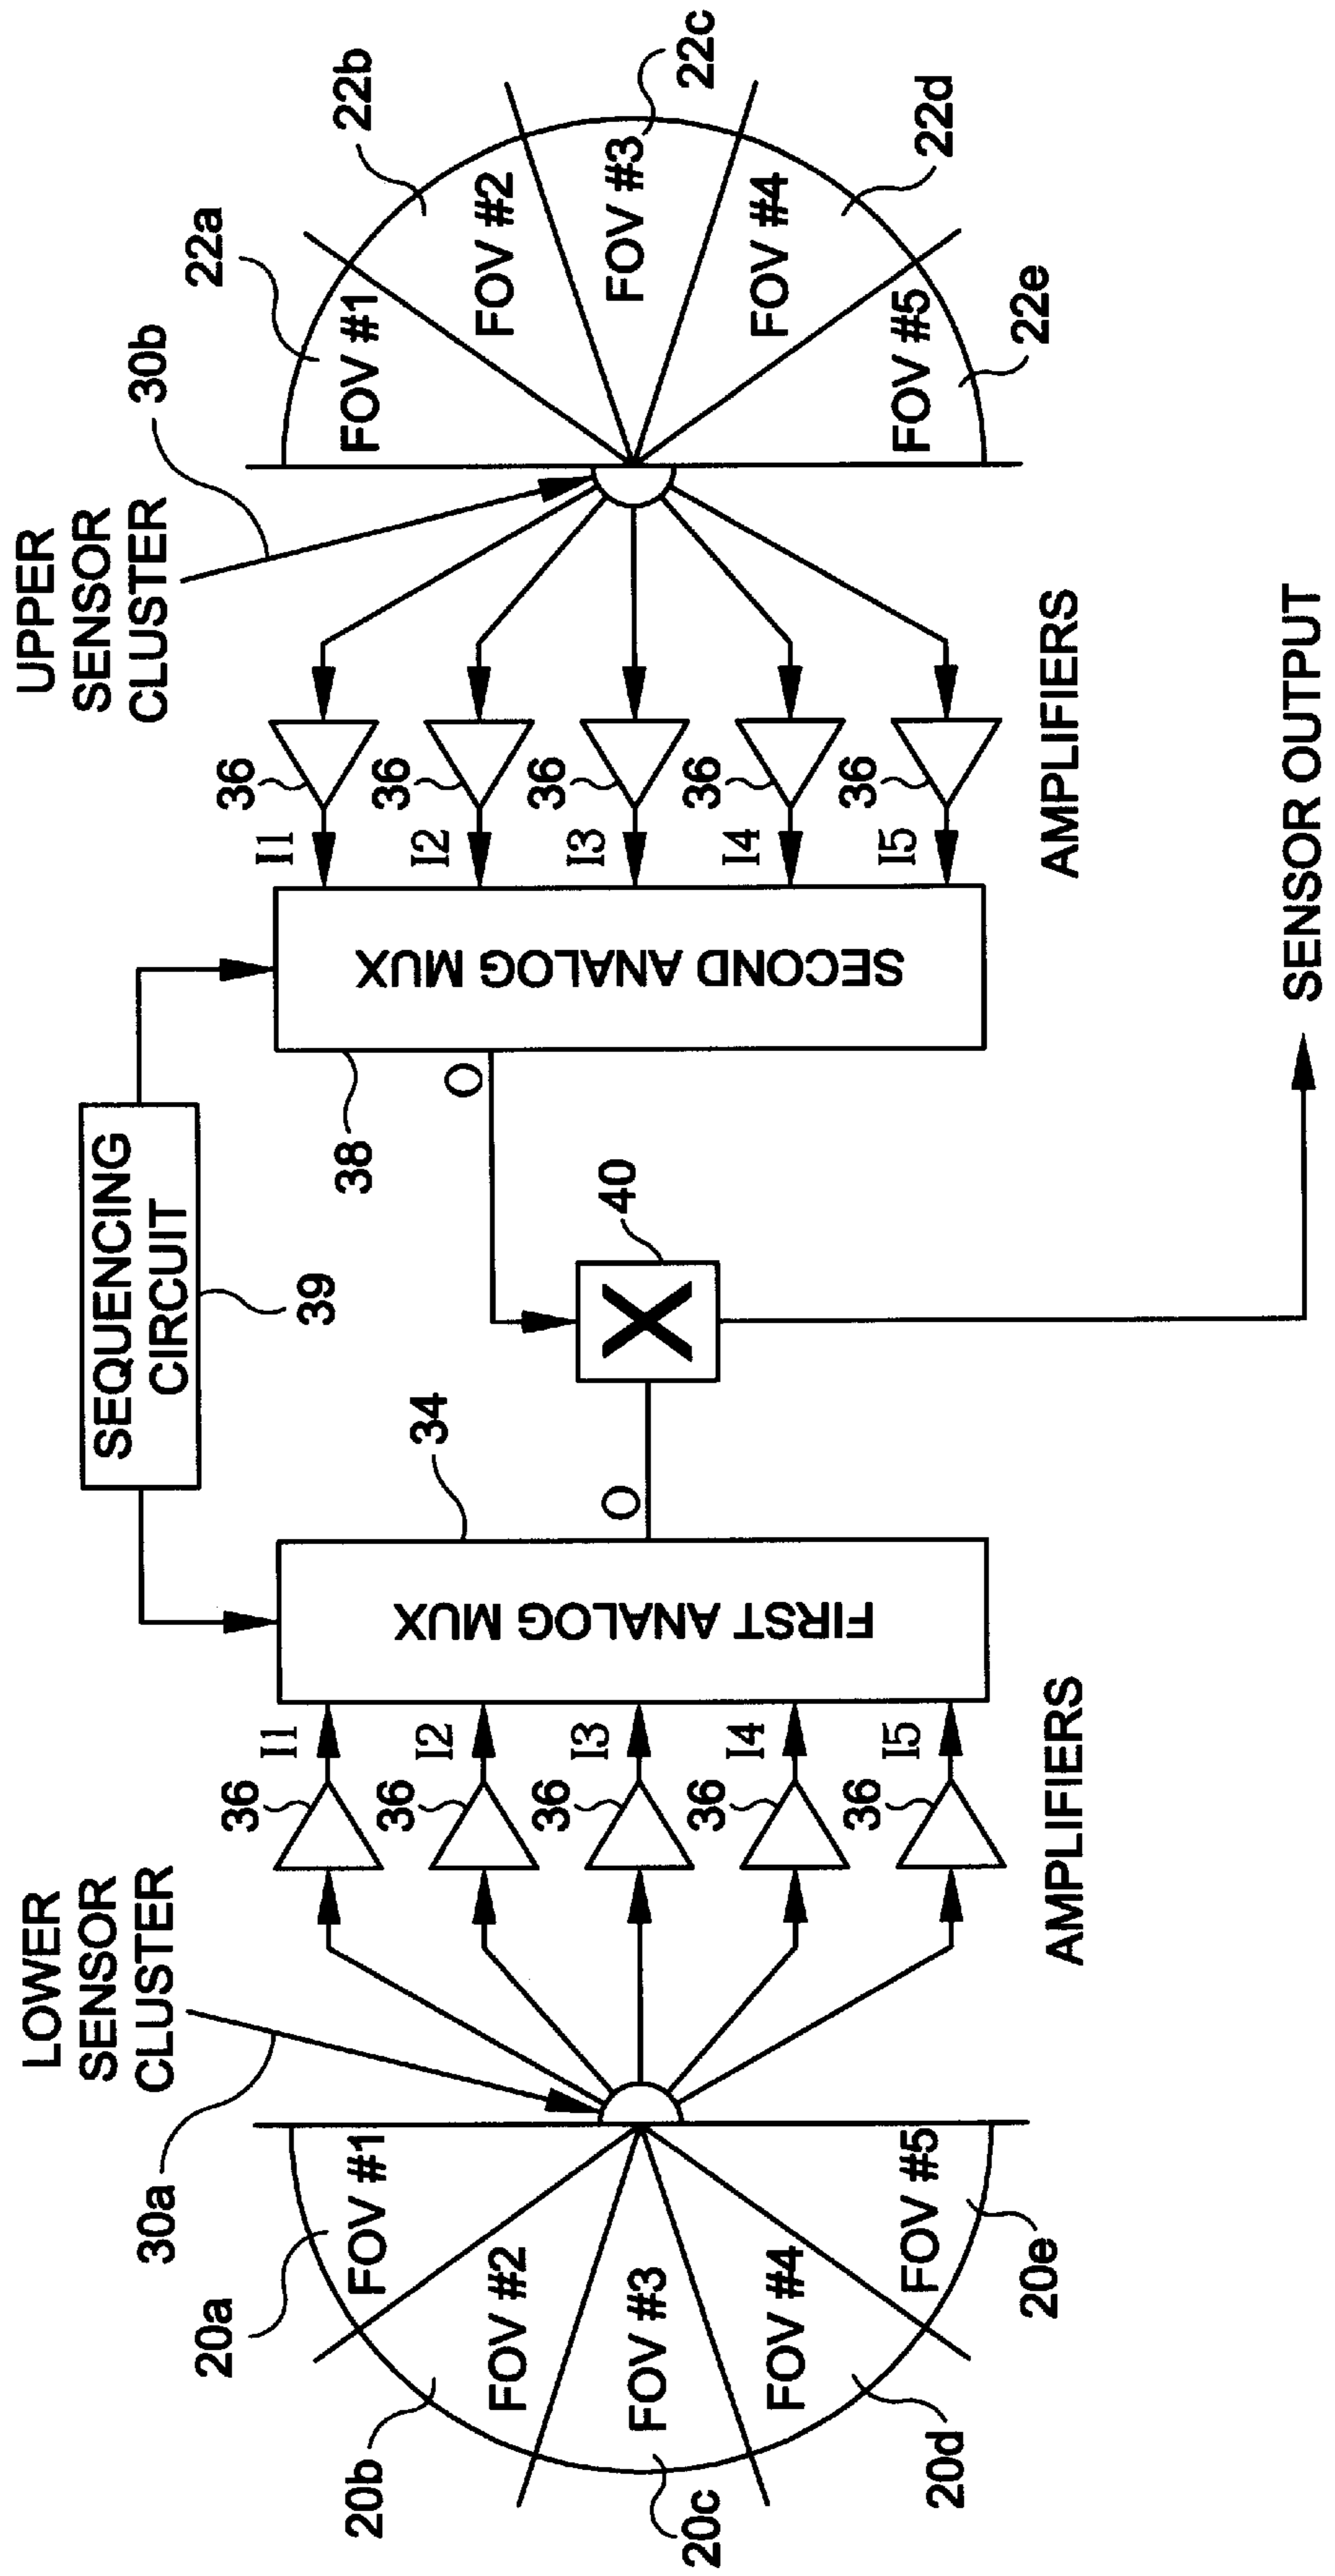 LOWER
SENSOR
CLUSTER
30a
20a
20b
20c
20d
20e
FOV #1
FOV #2
FOV #3
FOV #4
FOV #5
36
36
36
36
36
I1
I2
I3
I4
I5
AMPLIFIERS
FIRST ANALOG MUX
34
O
SEQUENCING
CIRCUIT
39
X
40
O
38
SECOND ANALOG MUX
I1
I2
I3
I4
I5
36
36
36
36
36
AMPLIFIERS
UPPER
SENSOR
CLUSTER
30b
FOV #1
FOV #2
FOV #3
FOV #4
FOV #5
22a
22b
22c
22d
22e
SENSOR OUTPUT